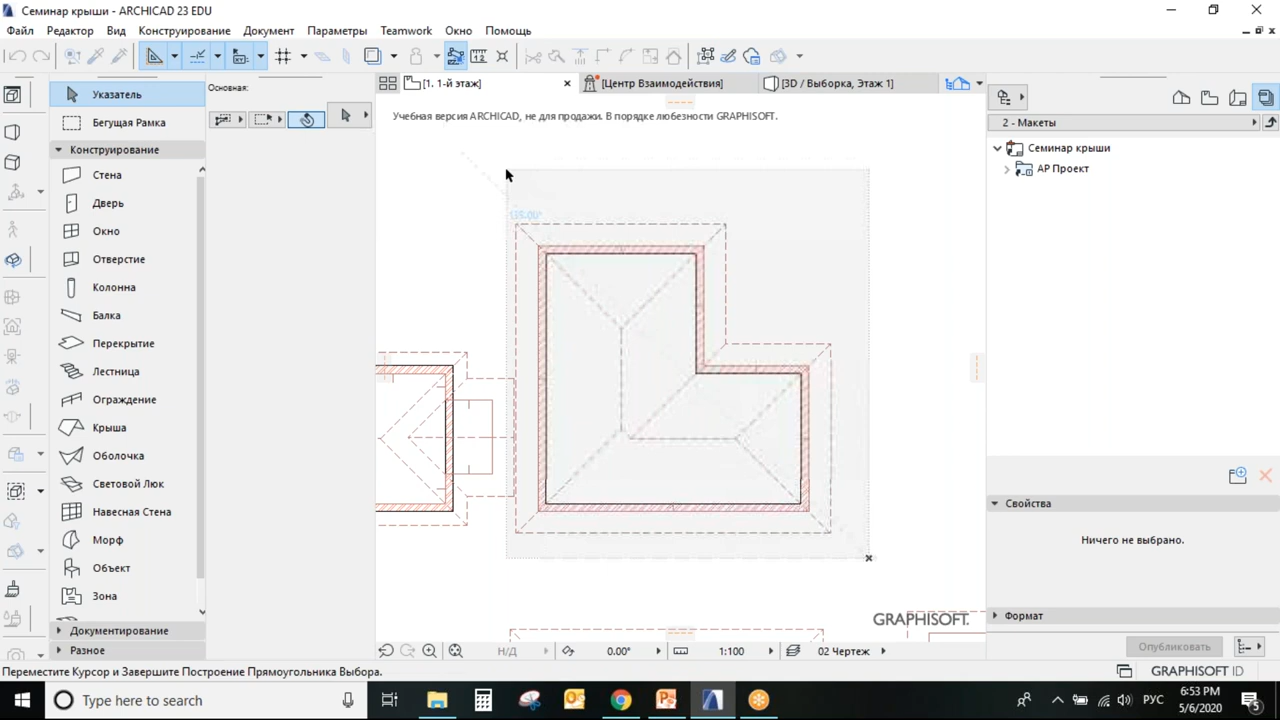 Семинар крыши - ARCHICAD 23 EDU
Файл Редактор Вид Конструирование Документ Параметры Teamwork Окно Помощь
Указатель
Бегущая Рамка
Конструирование
Стена
Дверь
Окно
Отверстие
Колонна
Балка
Перекрытие
Лестница
Ограждение
Крыша
Оболочка
Световой Люк
Навесная Стена
Морф
Объект
Зона
Документирование
Разное
Основная:
[1. 1-й этаж]
[Центр Взаимодействия]
[3D / Выборка, Этаж 1]
Учебная версия ARCHICAD, не для продажи. В порядке любезности GRAPHISOFT.
135.00°
GRAPHISOFT.
Н/Д
0.00°
1:100
02 Чертеж
2 - Макеты
Семинар крыши
АР Проект
Свойства
Ничего не выбрано.
Формат
Опубликовать
Переместите Курсор и Завершите Построение Прямоугольника Выбора.
GRAPHISOFT ID
Type here to search
РУС
6:53 PM
5/6/2020
5